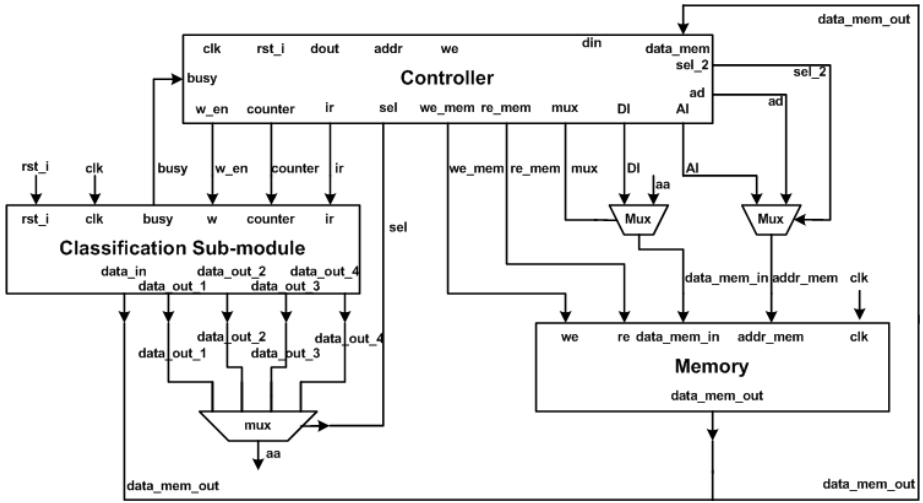 data_mem_out data_mem_out
clk rst_i dout addr we din data_mem
sel_2
sel_2
busy Controller
ad
ad
w_en counter ir sel we_mem re_mem mux DI AI
rst_i clk busy w_en counter ir we_mem re_mem mux DI AI
aa
rst_i clk busy w counter ir
sel
Mux Mux
Classification Sub-module
data_in data_out_2 data_out_4
data_out_1 data_out_3
data_mem_in addr_mem clk
data_out_2 data_out_4
data_out_1 data_out_3
we re data_mem_in addr_mem clk
Memory
data_mem_out
mux
aa
data_mem_out data_mem_out